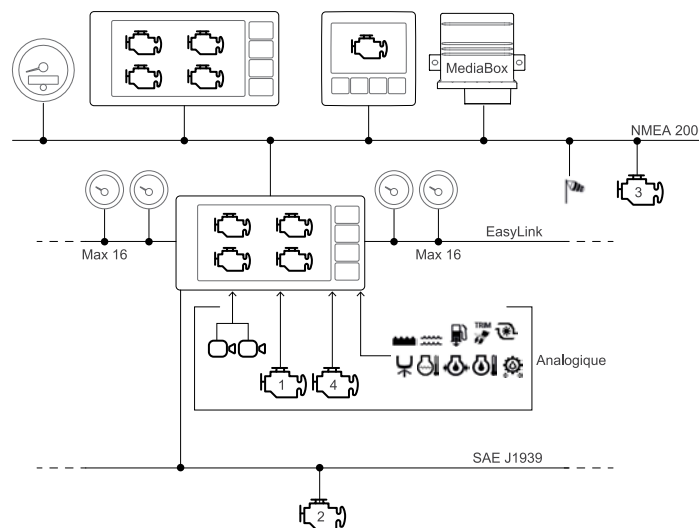 MediaBox
NMEA 200
3
EasyLink
Max 16
Max 16
TRIM
Analogique
1
4
SAE J1939
2